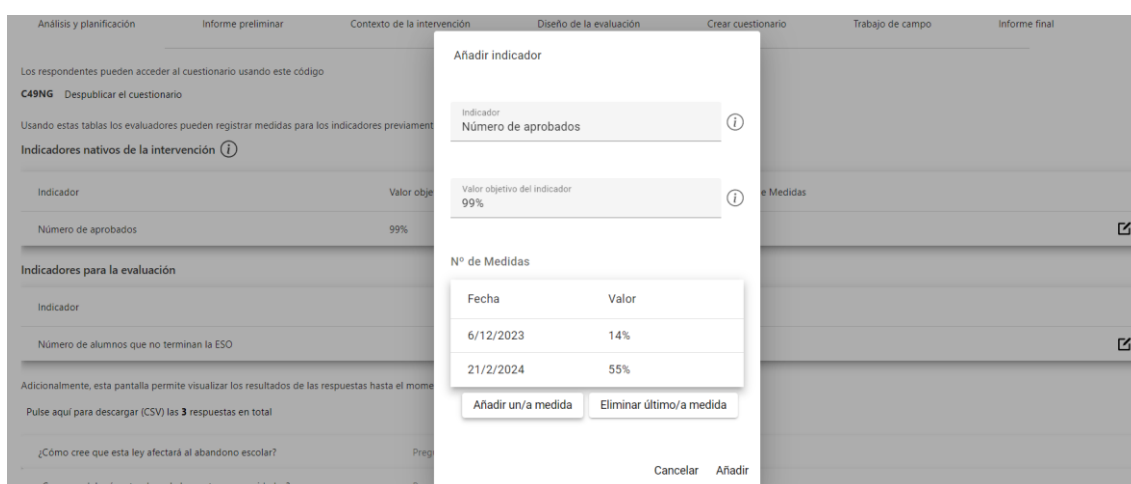 Análisis y planificación Informe preliminar Contexto de la intervención Diseño de la evaluación Crear cuestionario Trabajo de campo Informe final
Los respondentes pueden acceder al cuestionario usando este código
C49NG Despublicar el cuestionario
Usando estas tablas los evaluadores pueden registrar medidas para los indicadores
Indicadores nativos de la intervención
Indicador Valor e Medidas
Número de aprobados 99%
Indicadores para la evaluación
Indicador
Número de alumnos que no terminan la ESO
Adicionalmente, esta pantalla permite visualizar los resultados de las respuestas hasta el
Pulse aquí para descargar (CSV) las 3 respuestas en total
¿Cómo cree que esta ley afectará al abandono escolar?
Añadir indicador
Indicador
Número de aprobados
Valor objetivo del indicador
99%
Nº de Medidas
Fecha Valor
6/12/2023 14%
21/2/2024 55%
Añadir un/a medida Eliminar último/a medida
Cancelar Añadir